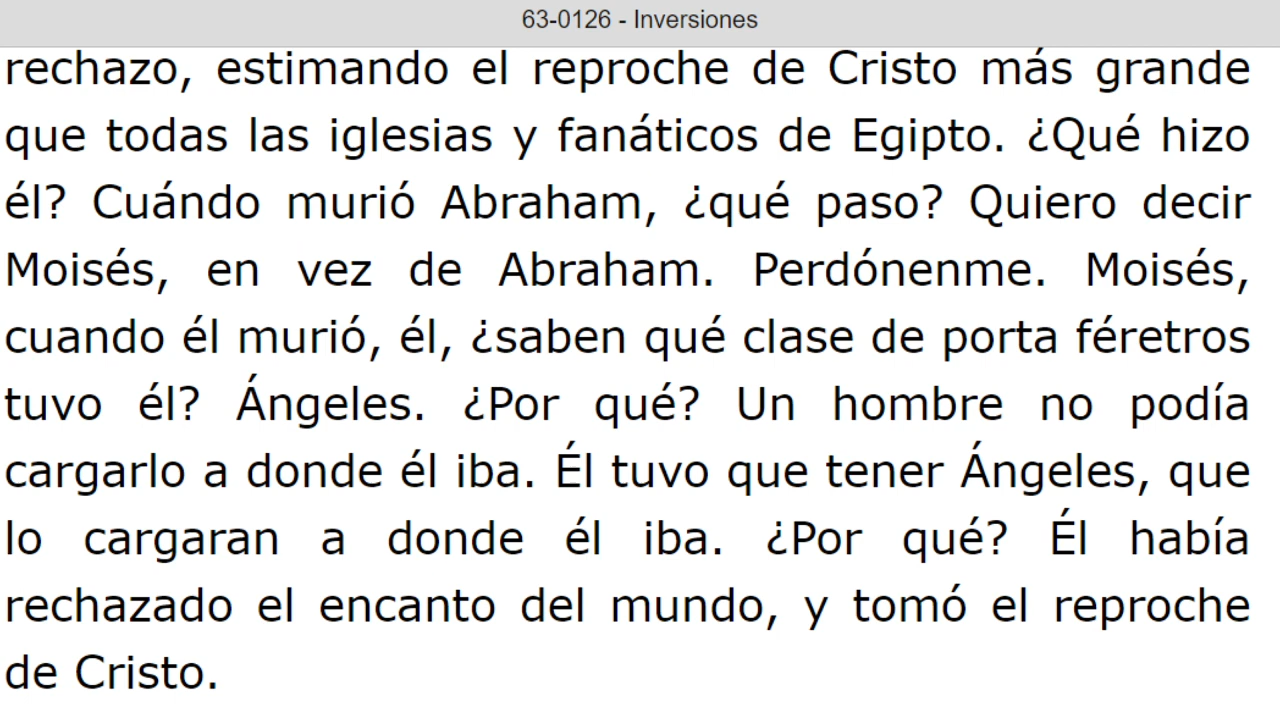 63-0126 - Inversiones
rechazo, estimando el reproche de Cristo más grande
que todas las iglesias y fanáticos de Egipto. ¿Qué hizo
él? Cuándo murió Abraham, ¿qué paso? Quiero decir
Moisés, en vez de Abraham. Perdónenme. Moisés,
cuando él murió, él, ¿saben qué clase de porta féretros
tuvo él? Ángeles. ¿Por qué? Un hombre no podía
cargarlo a donde él iba. Él tuvo que tener Ángeles, que
lo cargaran a donde él iba. ¿Por qué? Él había
rechazado el encanto del mundo, y tomó el reproche
de Cristo.